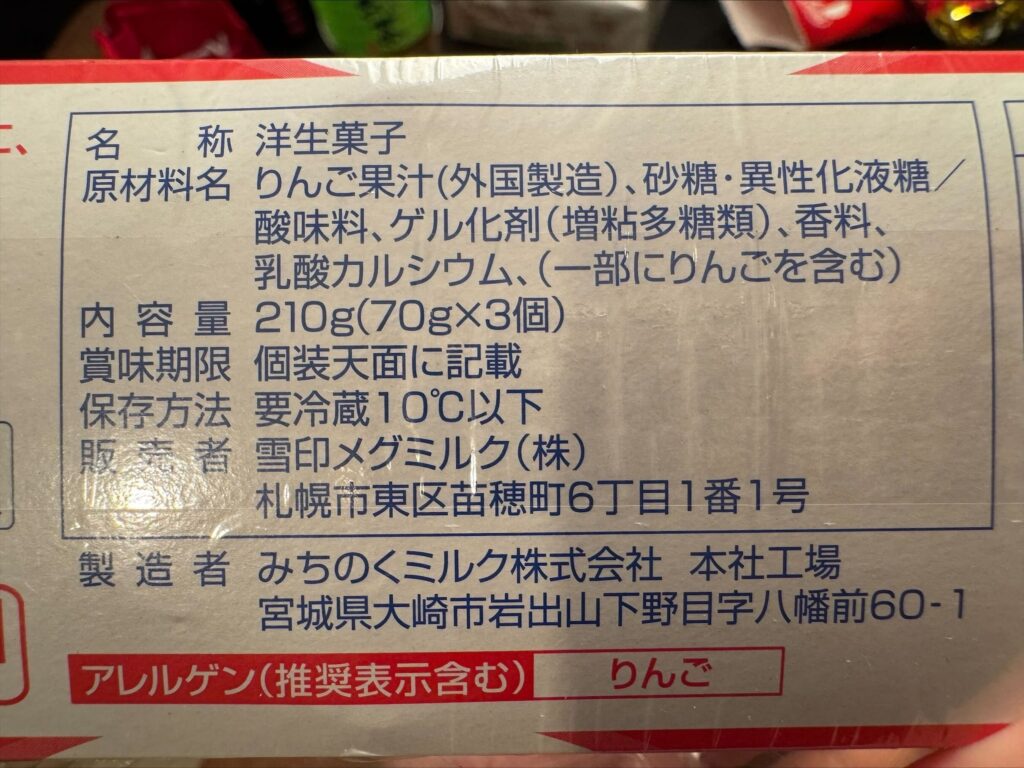 に、
名称 洋生菓子
原材料名 りんご果汁(外国製造)、砂糖・異性化液糖／
酸味料、ゲル化剤(増粘多糖類)、香料、
乳酸カルシウム、(一部にりんごを含む)
内容量 210g(70g×3個)
賞味期限 個装天面に記載
保存方法 要冷蔵10℃以下
販売者 雪印メグミルク(株)
札幌市東区苗穂町6丁目1番1号
製造者 みちのくミルク株式会社 本社工場
宮城県大崎市岩出山下野目字八幡前60-1
アレルゲン(推奨表示含む) りんご